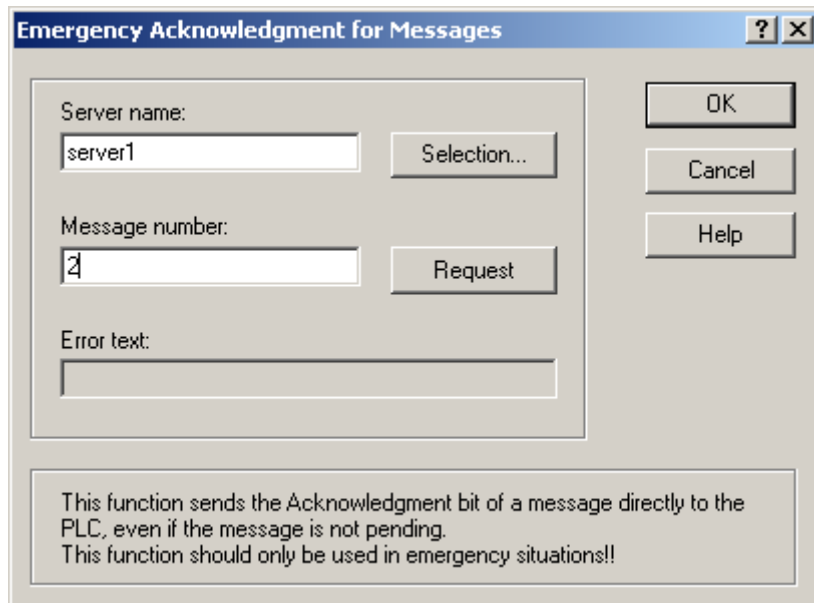 Emergency Acknowledgment for Messages
Server name:
server1
Selection...
OK
Cancel
Message number:
2
Request
Help
Error text:
This function sends the Acknowledgment bit of a message directly to the
PLC, even if the message is not pending.
This function should only be used in emergency situations!!